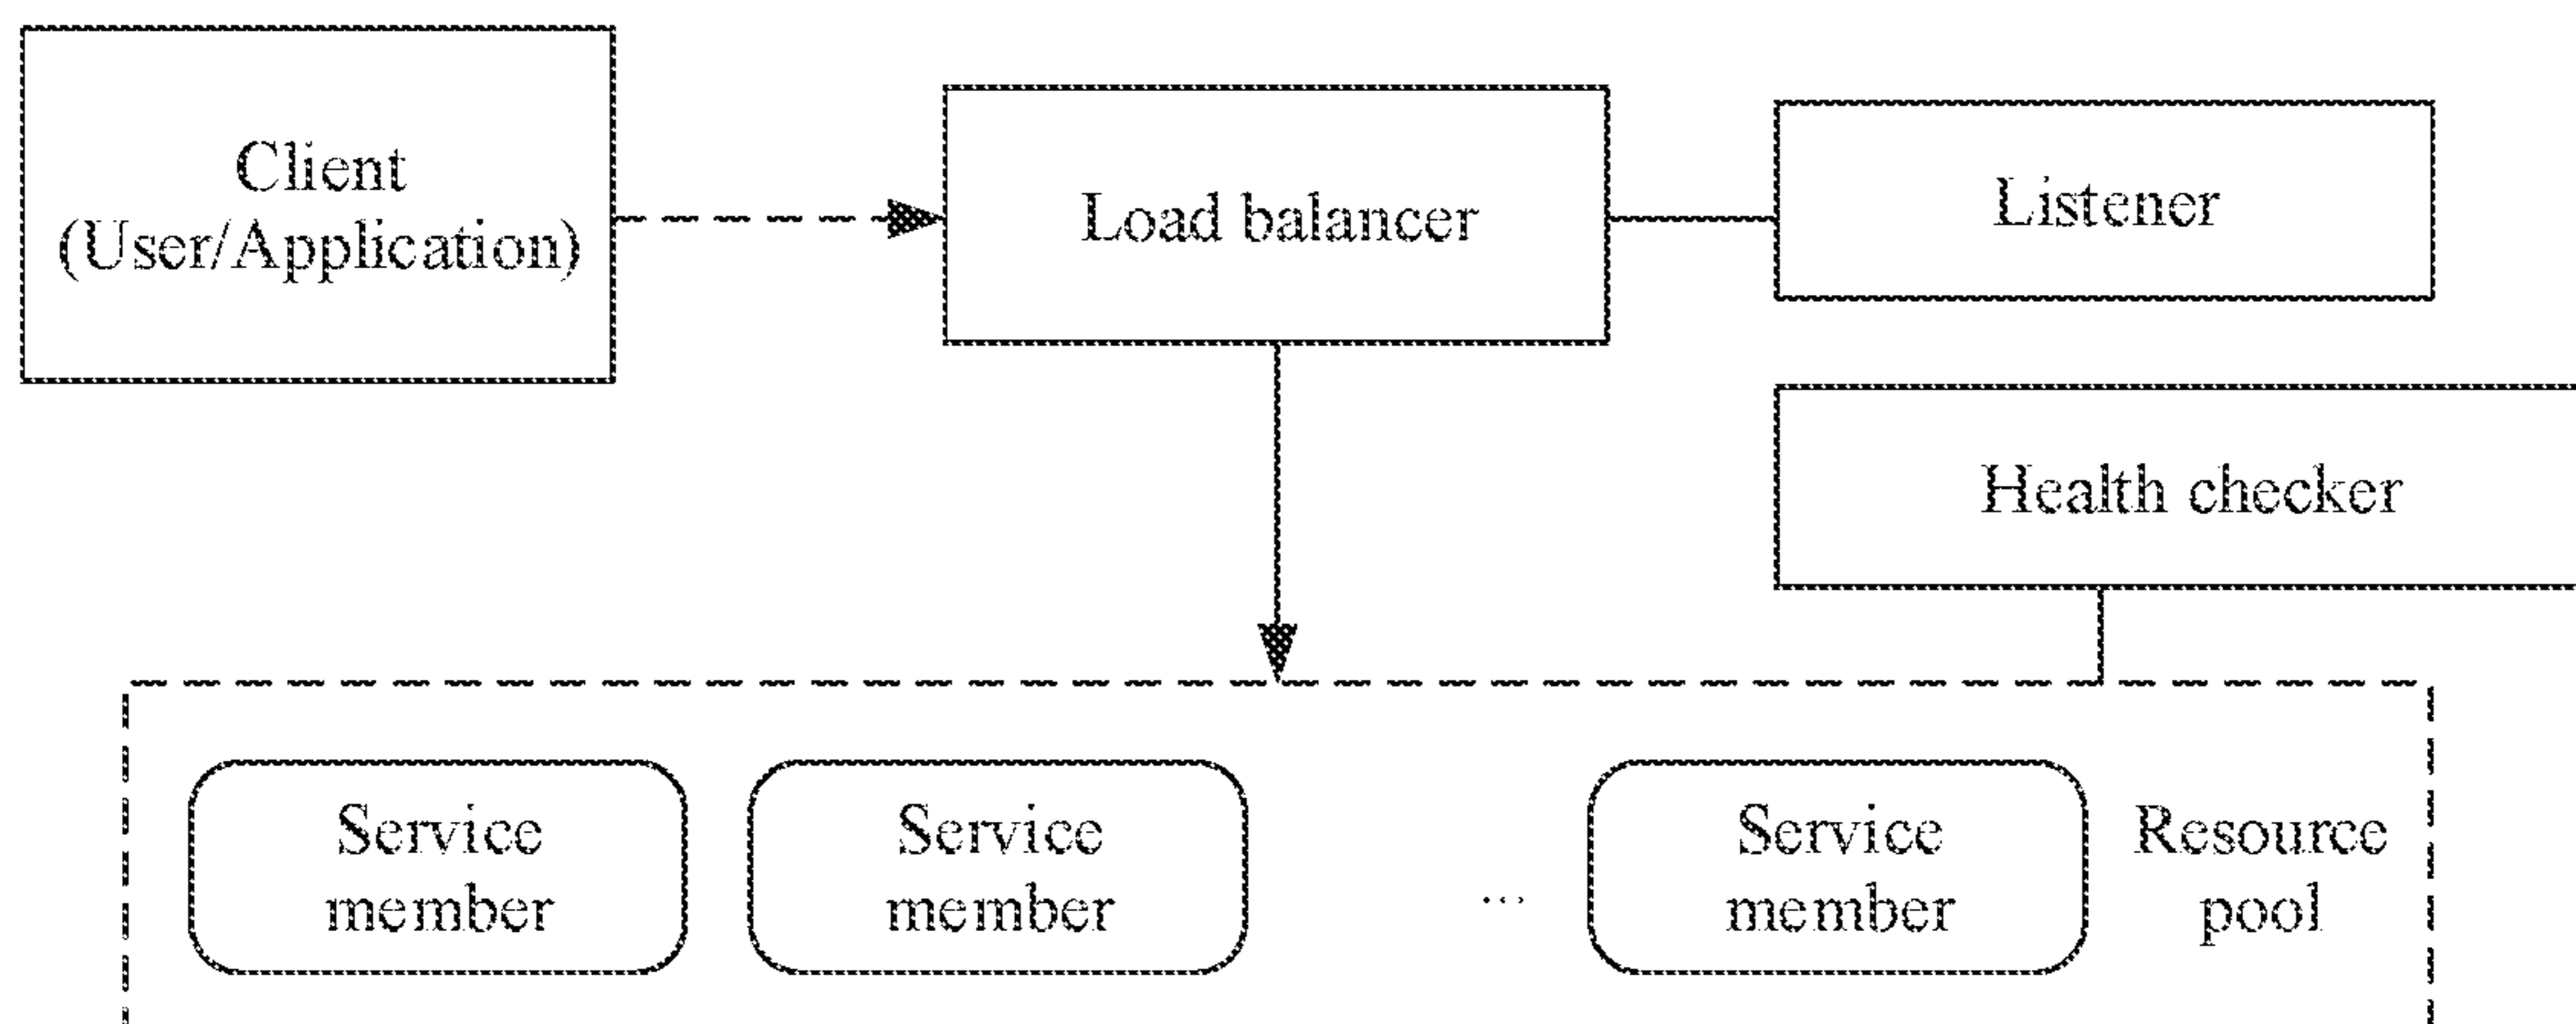 Client
(User/Application)
Load balancer
Listener
Health checker
Service
member
Service
member
...
Service
member
Resource
pool